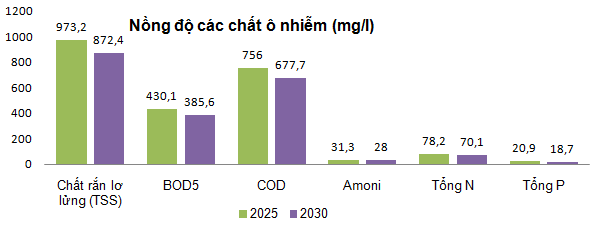 Nồng độ các chất ô nhiễm (mg/l)
1200
1000
800
600
400
200
0
973,2
872,4
430,1
385,6
756
677,7
31,3
28
78,2
70,1
20,9
18,7
Chất rắn lơ
lửng (TSS)
BOD5
COD
Amoni
Tổng N
Tổng P
2025
2030